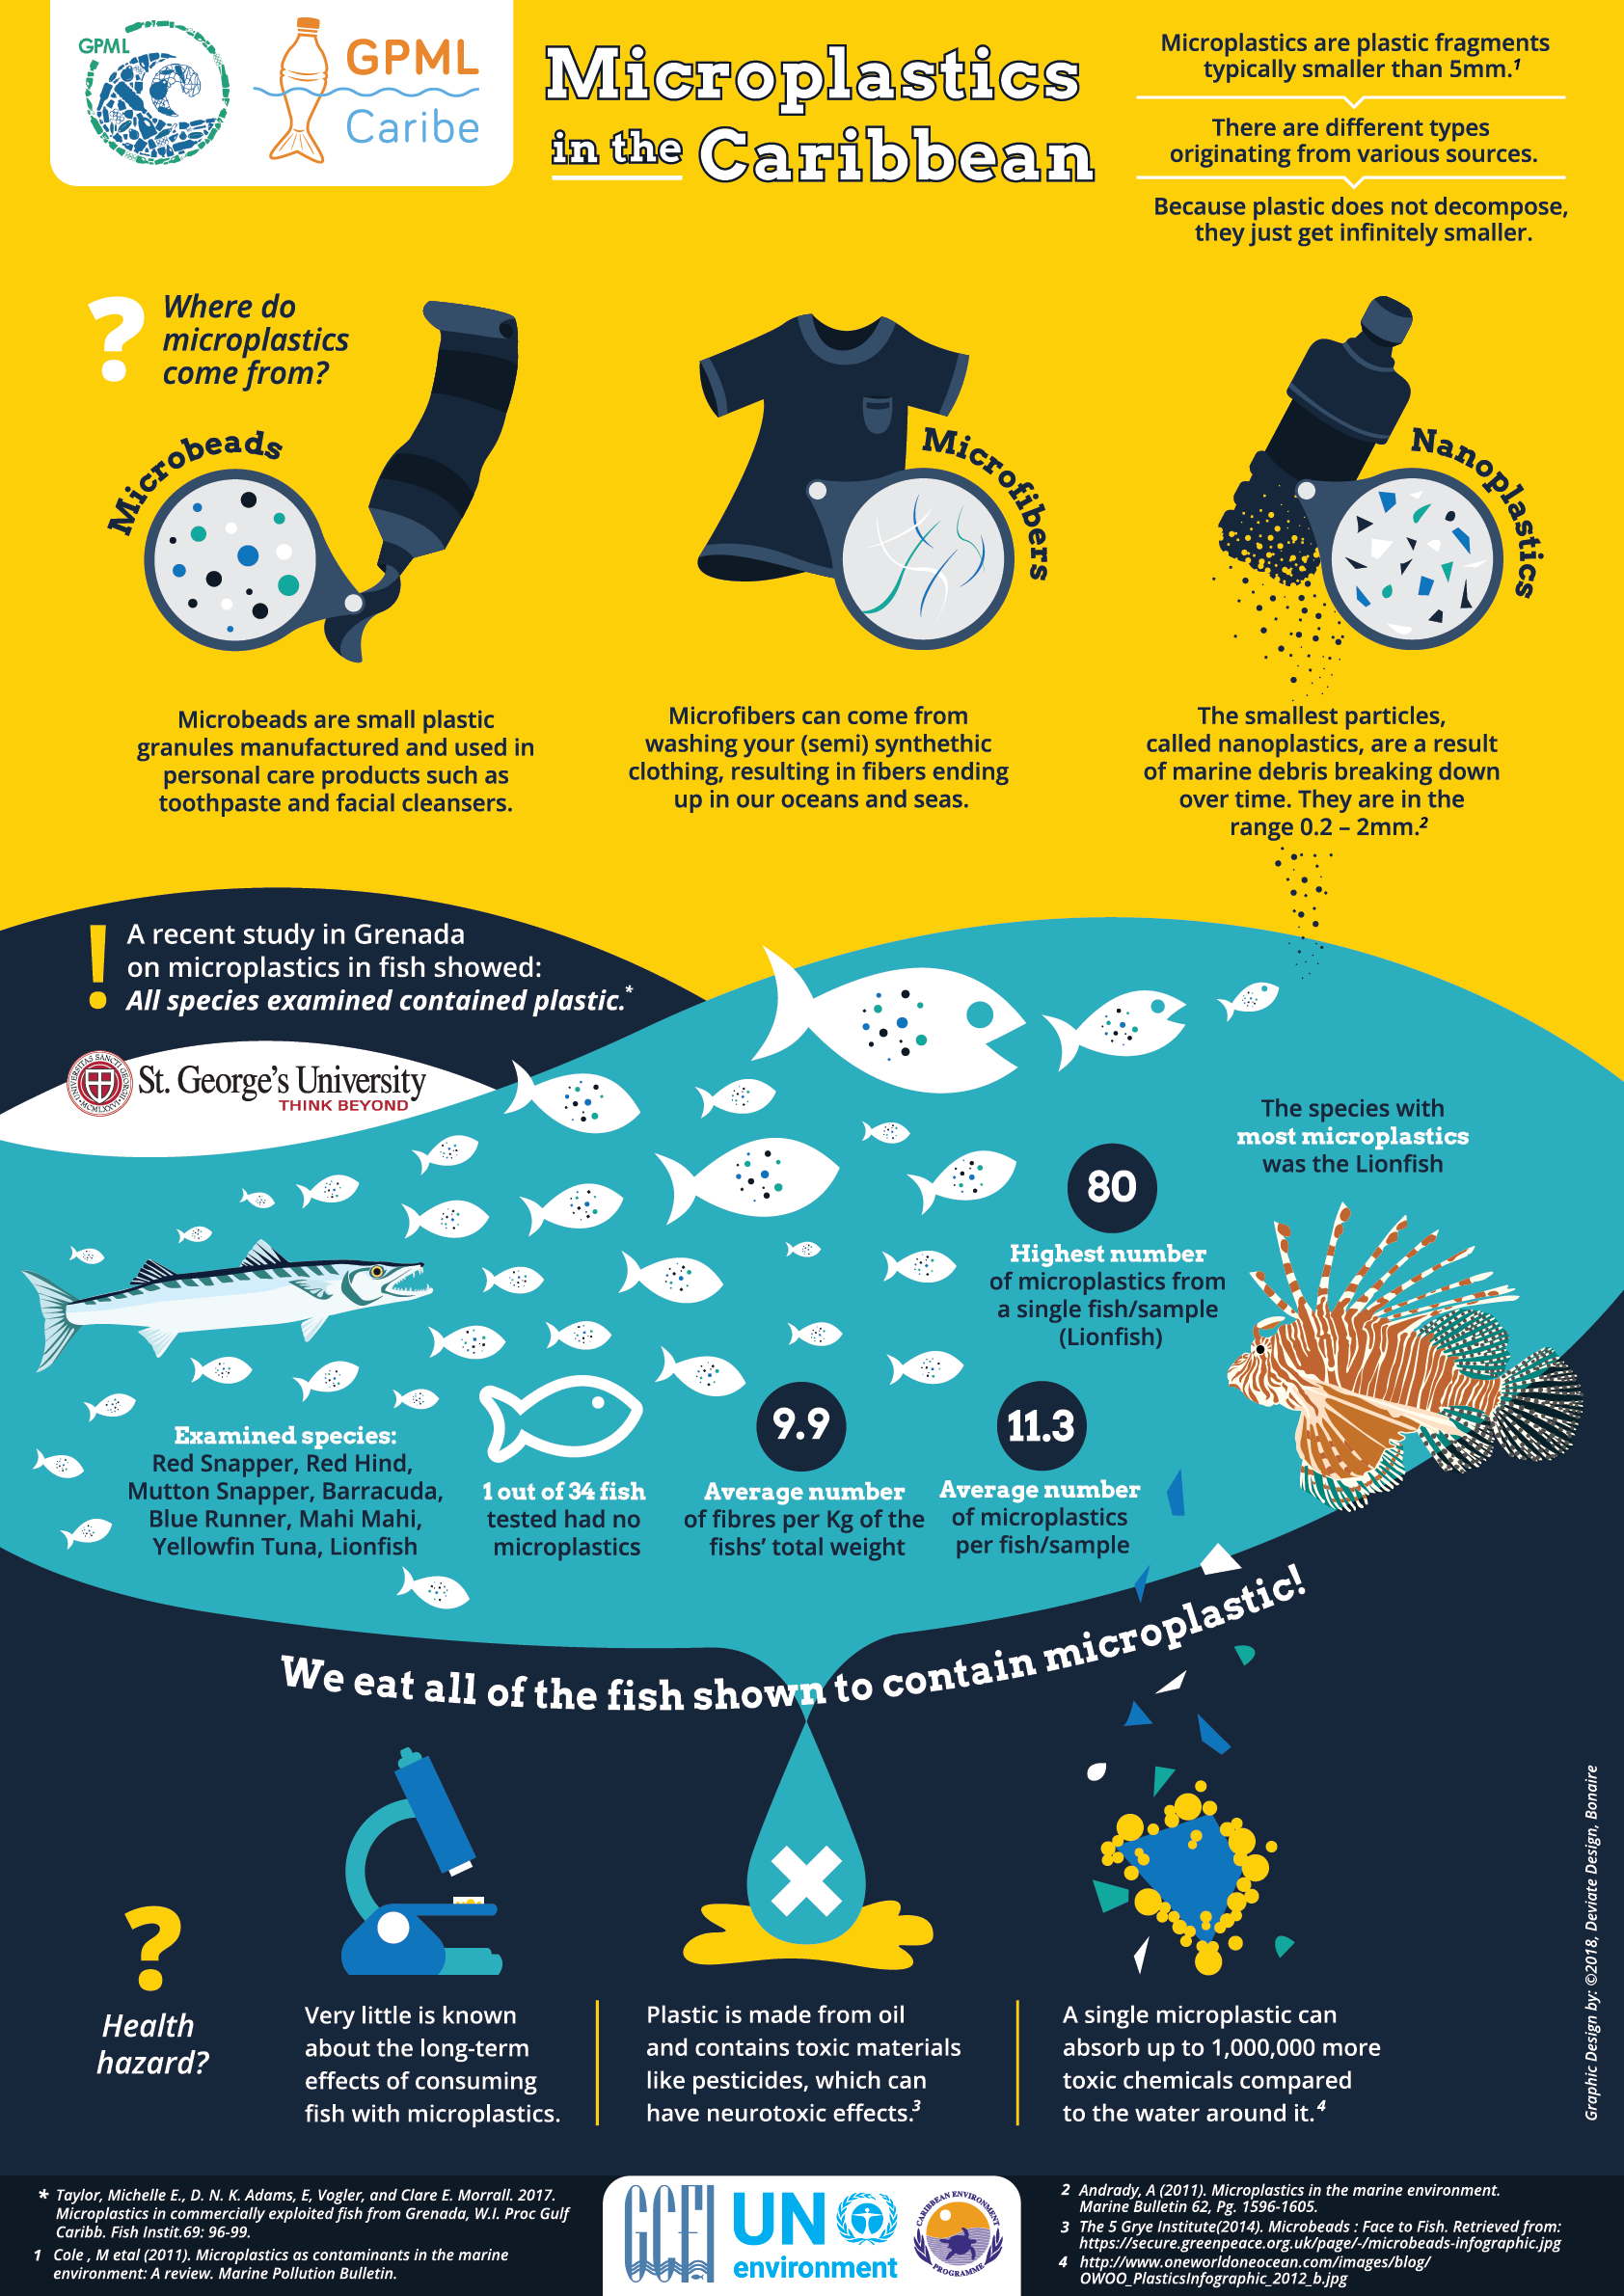 GPML
GPML
Caribe
Microplastics
in the Caribbean
Microplastics are plastic fragments
typically smaller than 5mm.1
There are different types
originating from various sources.
Because plastic does not decompose,
they just get infinitely smaller.
? Where do
microplastics
come from?
Microbeads
Microfibers
Nanoplastics
Microbeads are small plastic
granules manufactured and used in
personal care products such as
toothpaste and facial cleansers.
Microfibers can come from
washing your (semi) synthethic
clothing, resulting in fibers ending
up in our oceans and seas.
The smallest particles,
called nanoplastics, are a result
of marine debris breaking down
over time. They are in the
range 0.2 – 2mm.2
! A recent study in Grenada
on microplastics in fish showed:
All species examined contained plastic.*
UNIVERSITAS SANCTI GEORGII
MCMLXXVI
St. George's University
THINK BEYOND
The species with
most microplastics
was the Lionfish
80
Highest number
of microplastics from
a single fish/sample
(Lionfish)
Examined species:
Red Snapper, Red Hind,
Mutton Snapper, Barracuda,
Blue Runner, Mahi Mahi,
Yellowfin Tuna, Lionfish
1 out of 34 fish
tested had no
microplastics
9.9
Average number
of fibres per Kg of the
fishs' total weight
11.3
Average number
of microplastics
per fish/sample
We eat all of the fish shown to contain microplastic!
?
Health
hazard?
Very little is known
about the long-term
effects of consuming
fish with microplastics.
Plastic is made from oil
and contains toxic materials
like pesticides, which can
have neurotoxic effects.3
A single microplastic can
absorb up to 1,000,000 more
toxic chemicals compared
to the water around it.4
Graphic Design by: ©2018, Deviate Design, Bonaire
* Taylor, Michelle E., D. N. K. Adams, E, Vogler, and Clare E. Morrall. 2017.
Microplastics in commercially exploited fish from Grenada, W.I. Proc Gulf
Caribb. Fish Instit.69: 96-99.
1 Cole , M etal (2011). Microplastics as contaminants in the marine
environment: A review. Marine Pollution Bulletin.
GCFI
UN
environment
CARIBBEAN ENVIRONMENT
PROGRAMME
2 Andrady, A (2011). Microplastics in the marine environment.
Marine Bulletin 62, Pg. 1596-1605.
3 The 5 Grye Institute(2014). Microbeads : Face to Fish. Retrieved from:
https://secure.greenpeace.org.uk/page/-/microbeads-infographic.jpg
4 http://www.oneworldoneocean.com/images/blog/
OWOO_PlasticsInfographic_2012_b.jpg